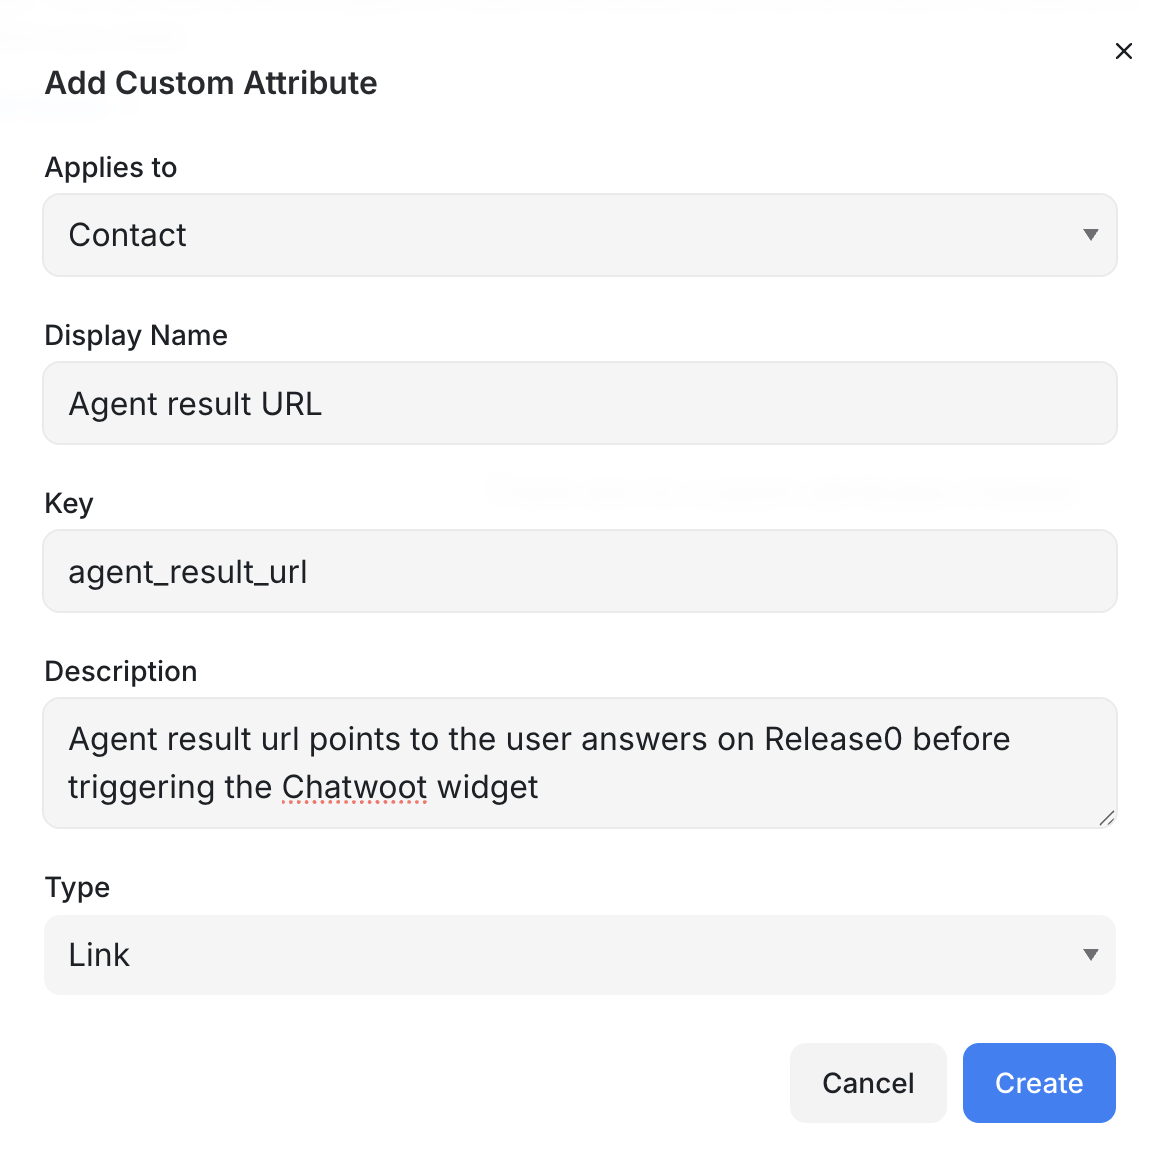 Add Custom Attribute
Applies to
Contact
Display Name
Agent result URL
Key
agent_result_url
Description
Agent result url points to the user answers on Release0 before
triggering the Chatwoot widget
Type
Link
Cancel
Create